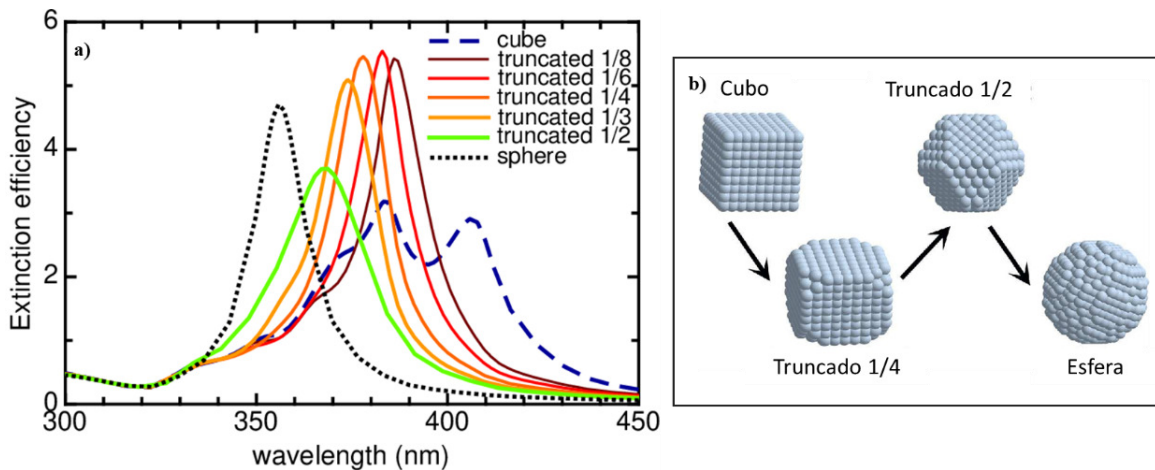 a)
6
4
2
0
Extinction efficiency
cube
truncated 1/8
truncated 1/6
truncated 1/4
truncated 1/3
truncated 1/2
sphere
300
350
400
450
wavelength (nm)
b)
Cubo
Truncado 1/2
Truncado 1/4
Esfera